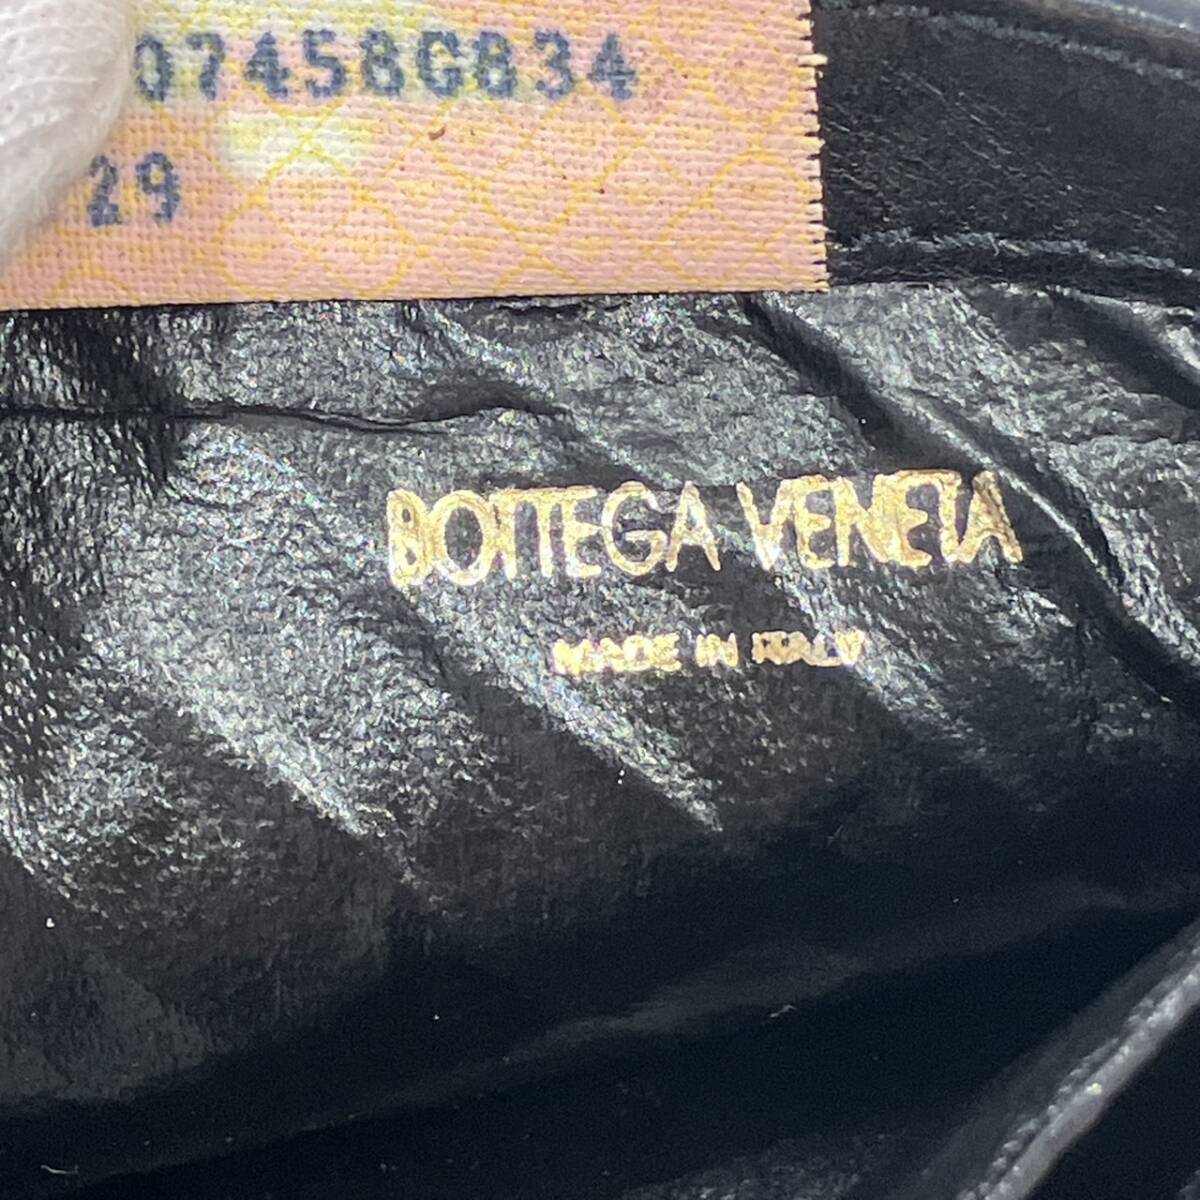 07458G834
29
BOTTEGA VENETA
MADE IN ITALY